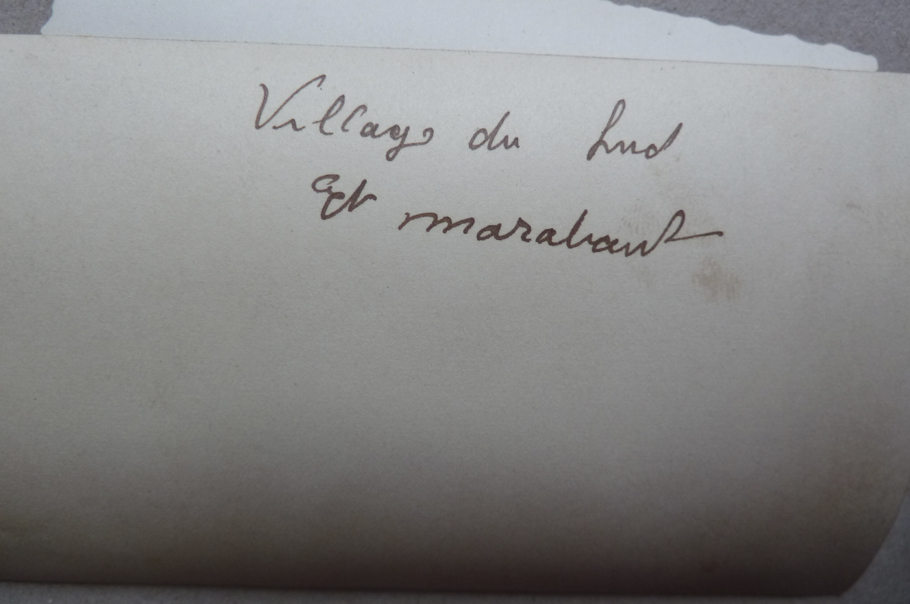 Village du Sud
et marabout